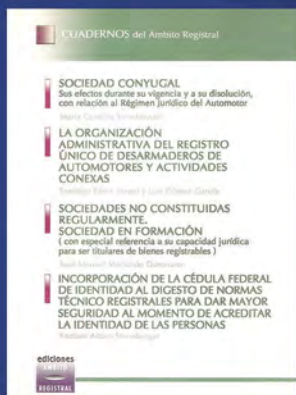 CUADERNOS del Ámbito Registral
SOCIEDAD CONYUGAL
Sus efectos durante su vigencia y a su disolución,
con relación al Régimen Jurídico del Automotor
LA ORGANIZACIÓN
ADMINISTRATIVA DEL REGISTRO
ÚNICO DE DESARMADEROS DE
AUTOMOTORES Y ACTIVIDADES
CONEXAS
SOCIEDADES NO CONSTITUIDAS
REGULARMENTE.
SOCIEDAD EN FORMACIÓN
( con especial referencia a su capacidad jurídica
para ser titulares de bienes registrables )
INCORPORACIÓN DE LA CÉDULA FEDERAL
DE IDENTIDAD AL DIGESTO DE NORMAS
TÉCNICO REGISTRALES PARA DAR MAYOR
SEGURIDAD AL MOMENTO DE ACREDITAR
LA IDENTIDAD DE LAS PERSONAS
ediciones
ÁMBITO
REGISTRAL